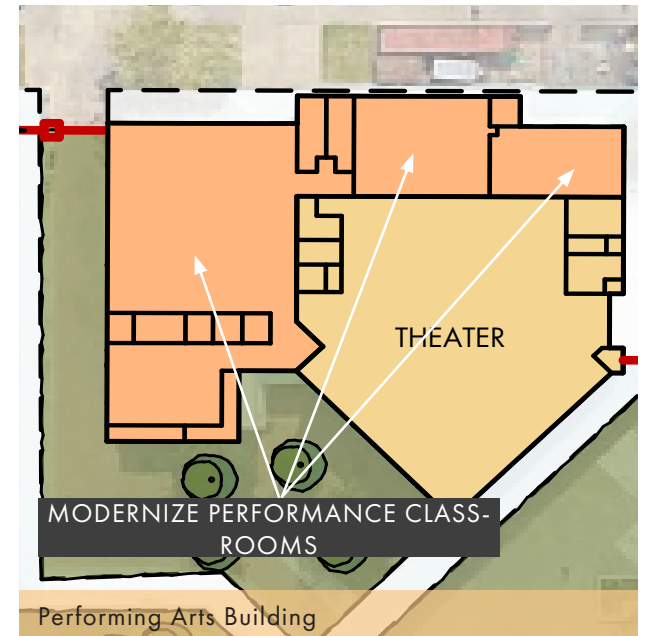 THEATER
MODERNIZE PERFORMANCE CLASS-
ROOMS
Performing Arts Building